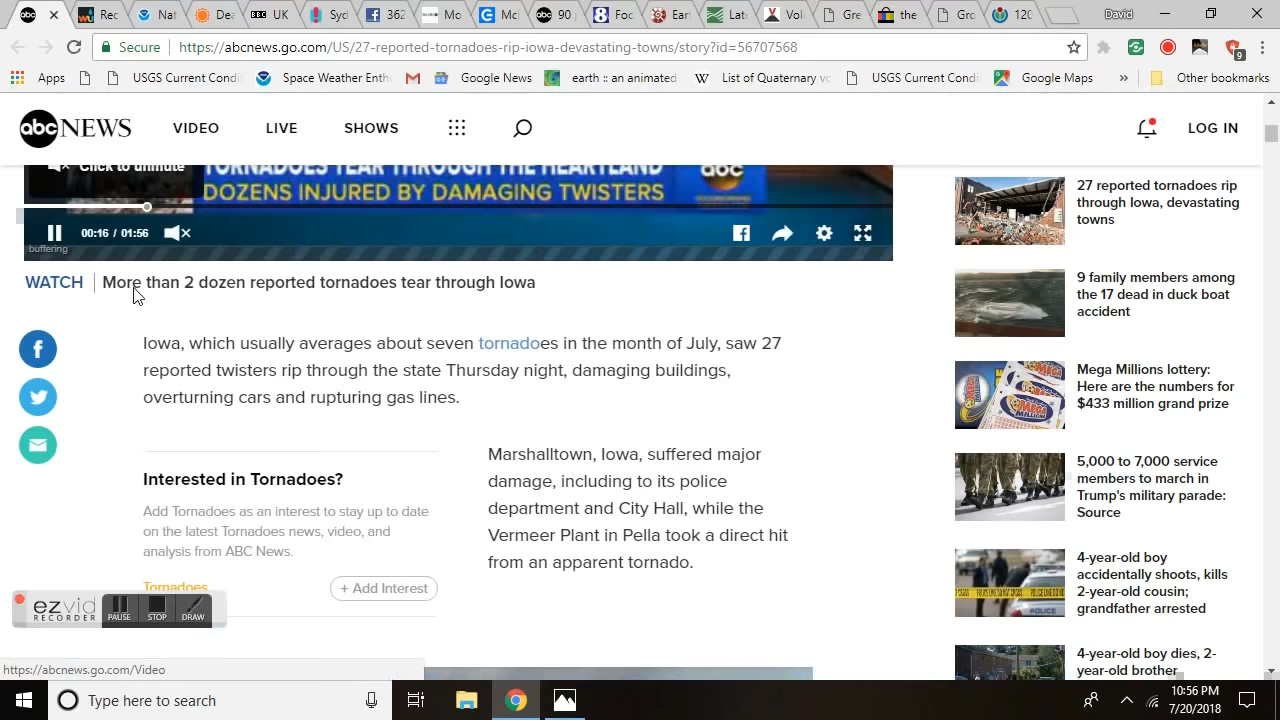 Rec
Nat
Dea
BBC UK
Syd
362
Mo
Mc
90
Foc
Ear
Lat
Vol
Gre
the
Gro
120
David
Secure
https://abcnews.go.com/US/27-reported-tornadoes-rip-iowa-devastating-towns/story?id=56707568
9
Apps
USGS Current Condi
Space Weather Enth
Google News
earth :: an animated
W List of Quaternary vo
USGS Current Condi
Google Maps
»
Other bookmarks
abc NEWS
VIDEO
LIVE
SHOWS
LOG IN
Click to unmute
TORNADOES TEAR THROUGH THE HEARTLAND
DOZENS INJURED BY DAMAGING TWISTERS
abc
00:16 / 01:56
buffering
WATCH
More than 2 dozen reported tornadoes tear through Iowa
Iowa, which usually averages about seven tornadoes in the month of July, saw 27
reported twisters rip through the state Thursday night, damaging buildings,
overturning cars and rupturing gas lines.
Interested in Tornadoes?
Add Tornadoes as an interest to stay up to date
on the latest Tornadoes news, video, and
analysis from ABC News.
Tornadoes
+ Add Interest
Marshalltown, Iowa, suffered major
damage, including to its police
department and City Hall, while the
Vermeer Plant in Pella took a direct hit
from an apparent tornado.
27 reported tornadoes rip
through Iowa, devastating
towns
9 family members among
the 17 dead in duck boat
accident
Mega Millions lottery:
Here are the numbers for
$433 million grand prize
5,000 to 7,000 service
members to march in
Trump's military parade:
Source
4-year-old boy
accidentally shoots, kills
2-year-old cousin;
grandfather arrested
POLICE
4-year-old boy dies, 2-
year-old brother
ezvid
RECORDER
PAUSE
STOP
DRAW
https://abcnews.go.com/Video
Type here to search
10:56 PM
7/20/2018